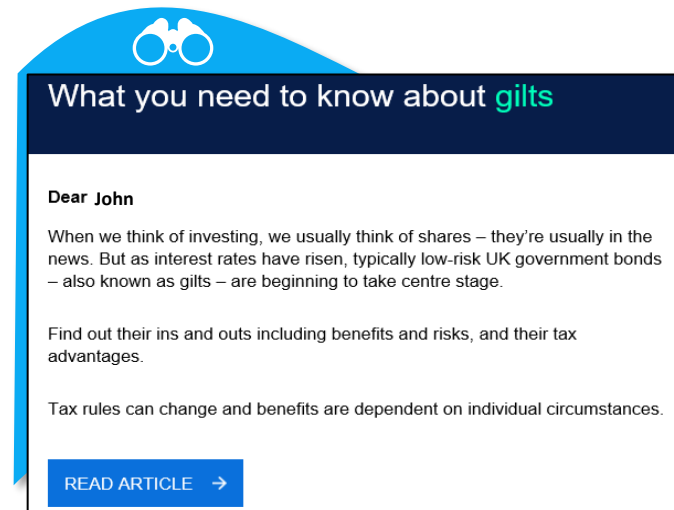 What you need to know about gilts
Dear John
When we think of investing, we usually think of shares – they’re usually in the
news. But as interest rates have risen, typically low-risk UK government bonds
– also known as gilts – are beginning to take centre stage.
Find out their ins and outs including benefits and risks, and their tax
advantages.
Tax rules can change and benefits are dependent on individual circumstances.
READ ARTICLE →